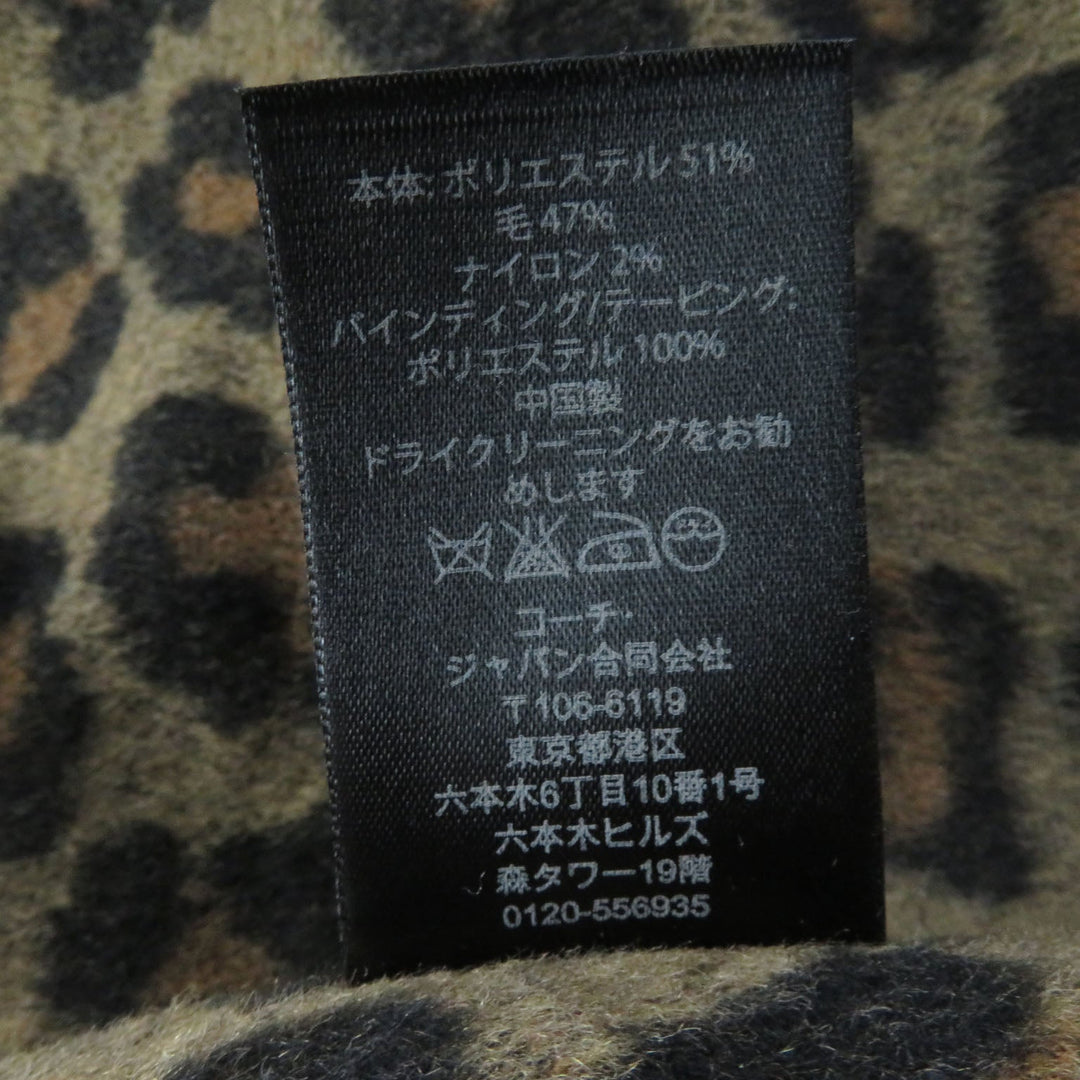 本体: ポリエステル 51%
毛 47%
ナイロン 2%
バインディング/テーピング:
ポリエステル 100%
中国製
ドライクリーニングをお勧
めします
コーチ・
ジャパン合同会社
〒106-6119
東京都港区
六本木6丁目10番1号
六本木ヒルズ
森タワー19階
0120-556935